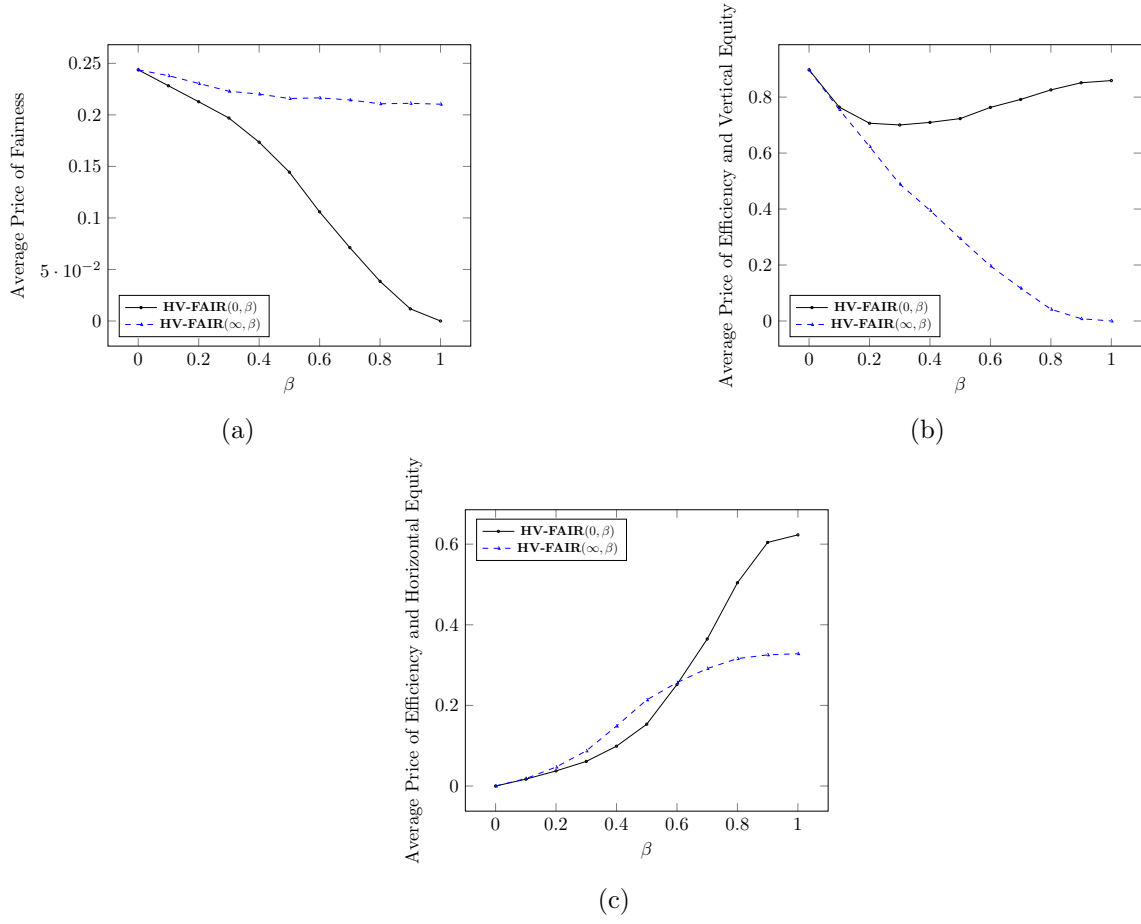 Average Price of Fairness
0.25
0.2
0.15
0.1
5 · 10⁻²
0
HV-FAIR(0, β)
HV-FAIR(∞, β)
0 0.2 0.4 0.6 0.8 1
β
(a)
Average Price of Efficiency and Vertical Equity
0.8
0.6
0.4
0.2
0
HV-FAIR(0, β)
HV-FAIR(∞, β)
0 0.2 0.4 0.6 0.8 1
β
(b)
Average Price of Efficiency and Horizontal Equity
HV-FAIR(0, β)
HV-FAIR(∞, β)
0.6
0.4
0.2
0
0 0.2 0.4 0.6 0.8 1
β
(c)